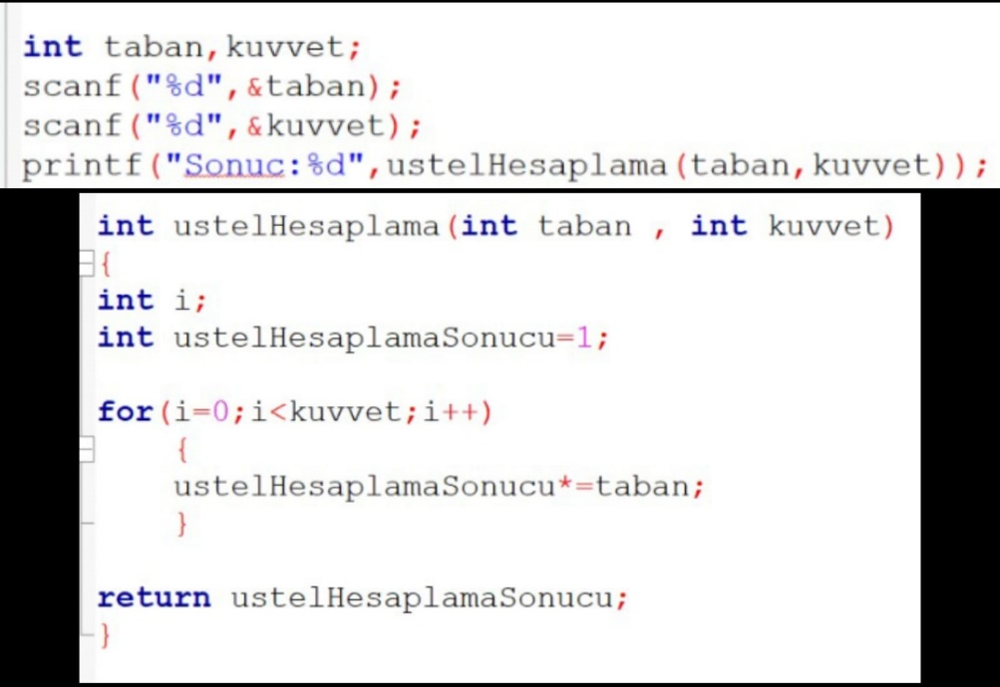 int taban,kuvvet;
scanf("%d",&taban);
scanf("%d",&kuvvet);
printf("Sonuc:%d",ustelHesaplama(taban,kuvvet));
int ustelHesaplama(int taban , int kuvvet)
{
int i;
int ustelHesaplamaSonucu=1;
for(i=0;i<kuvvet;i++)
{
ustelHesaplamaSonucu*=taban;
}
return ustelHesaplamaSonucu;
}